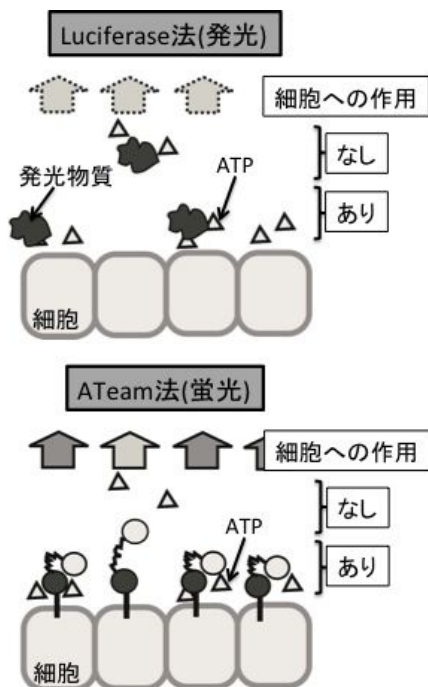 Luciferase法(発光)
細胞への作用
なし
発光物質
ATP
あり
細胞
ATeam法(蛍光)
細胞への作用
なし
ATP
あり
細胞